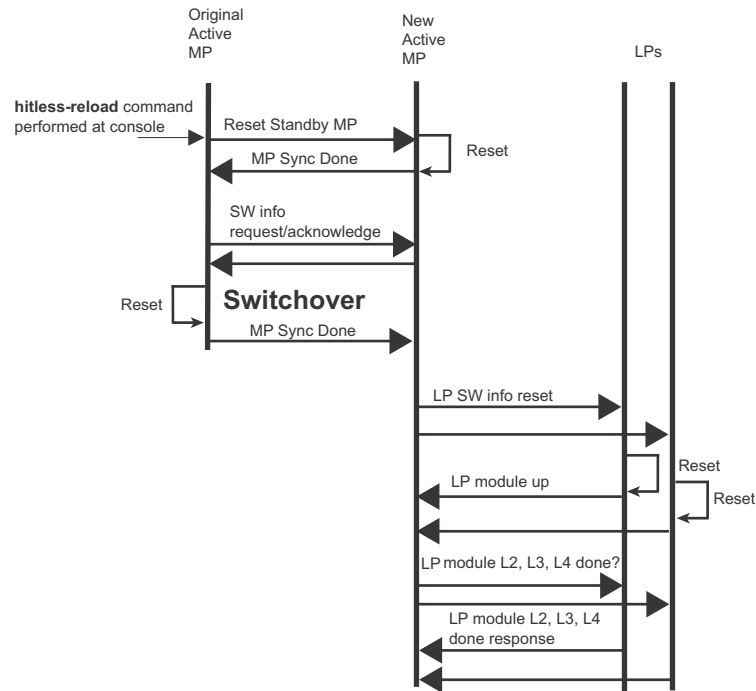 Original
Active
MP
New
Active
MP
LPs
hitless-reload command
performed at console
Reset Standby MP
Reset
MP Sync Done
SW info
request/acknowledge
Reset
Switchover
MP Sync Done
LP SW info reset
Reset
LP module up
Reset
LP module L2, L3, L4 done?
LP module L2, L3, L4
done response